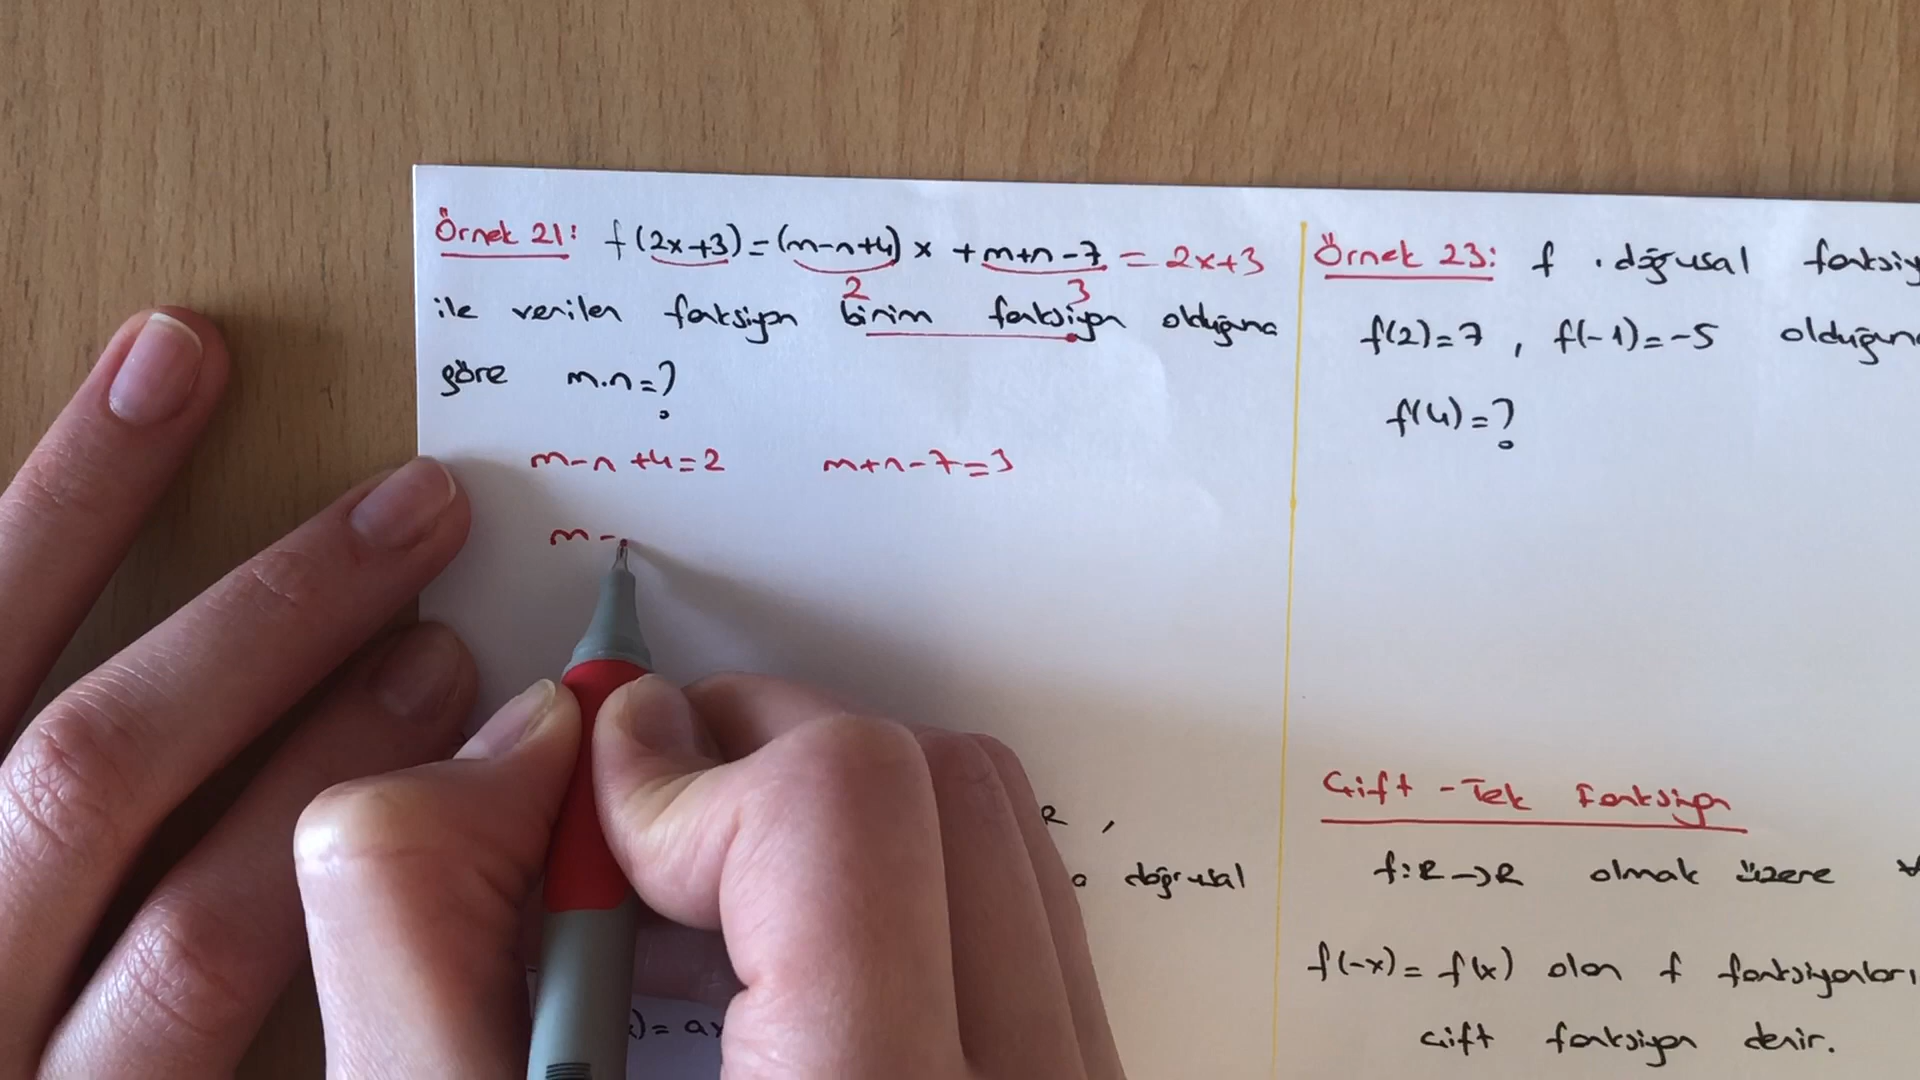 Örnek 21: f(2x+3)=(m-n+4)x +m+n-7 = 2x+3
2 3
ile verilen fonksiyon birim fonksiyon olduğuna
göre m.n=?
m-n+4=2 m+n-7=3
m-
R ,
doğrusal
)= ax
Örnek 23: f doğrusal
f(2)=7 , f(-1)=-5
f(4)=?
Çift -Tek Fonksiyon
f:R→R olmak üzere ∀
f(-x)= f(x) olan f fonksiyonları
çift fonksiyon denir.